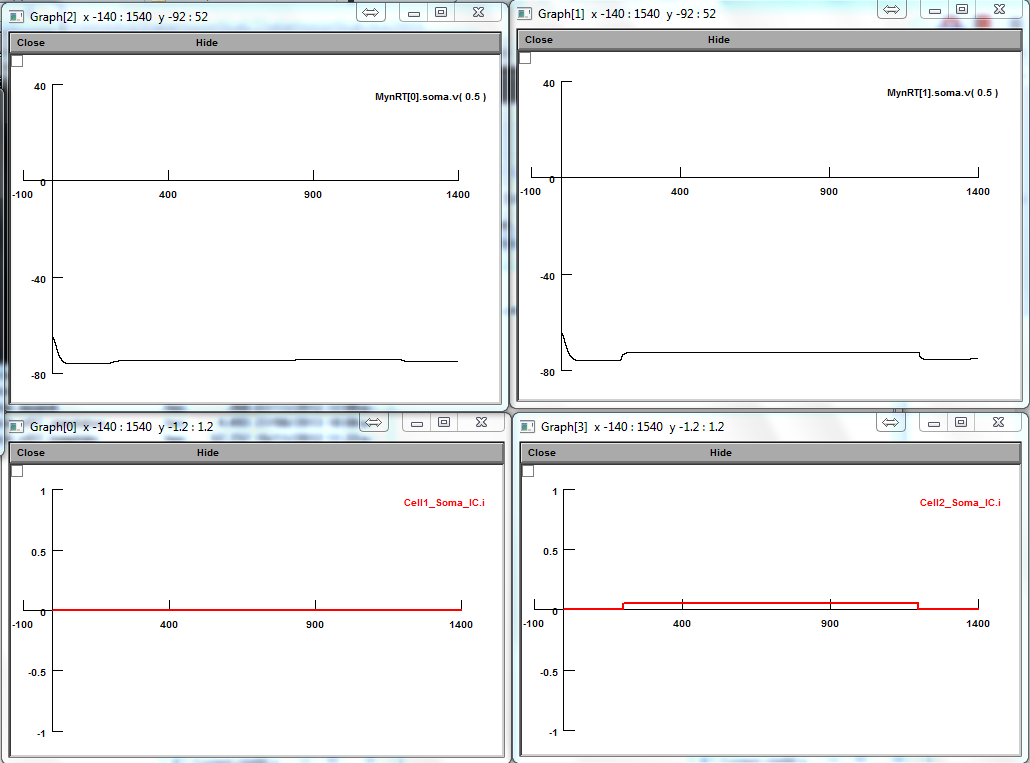 Graph[2] x -140 : 1540 y -92 : 52
Close Hide
MynRT[0].soma.v( 0.5 )
40
0
-100 400 900 1400
-40
-80
Graph[1] x -140 : 1540 y -92 : 52
Close Hide
MynRT[1].soma.v( 0.5 )
40
0
-100 400 900 1400
-40
-80
Graph[0] x -140 : 1540 y -1.2 : 1.2
Close Hide
1
Cell1_Soma_IC.i
0.5
0
-100 400 900 1400
-0.5
-1
Graph[3] x -140 : 1540 y -1.2 : 1.2
Close Hide
1
Cell2_Soma_IC.i
0.5
0
-100 400 900 1400
-0.5
-1